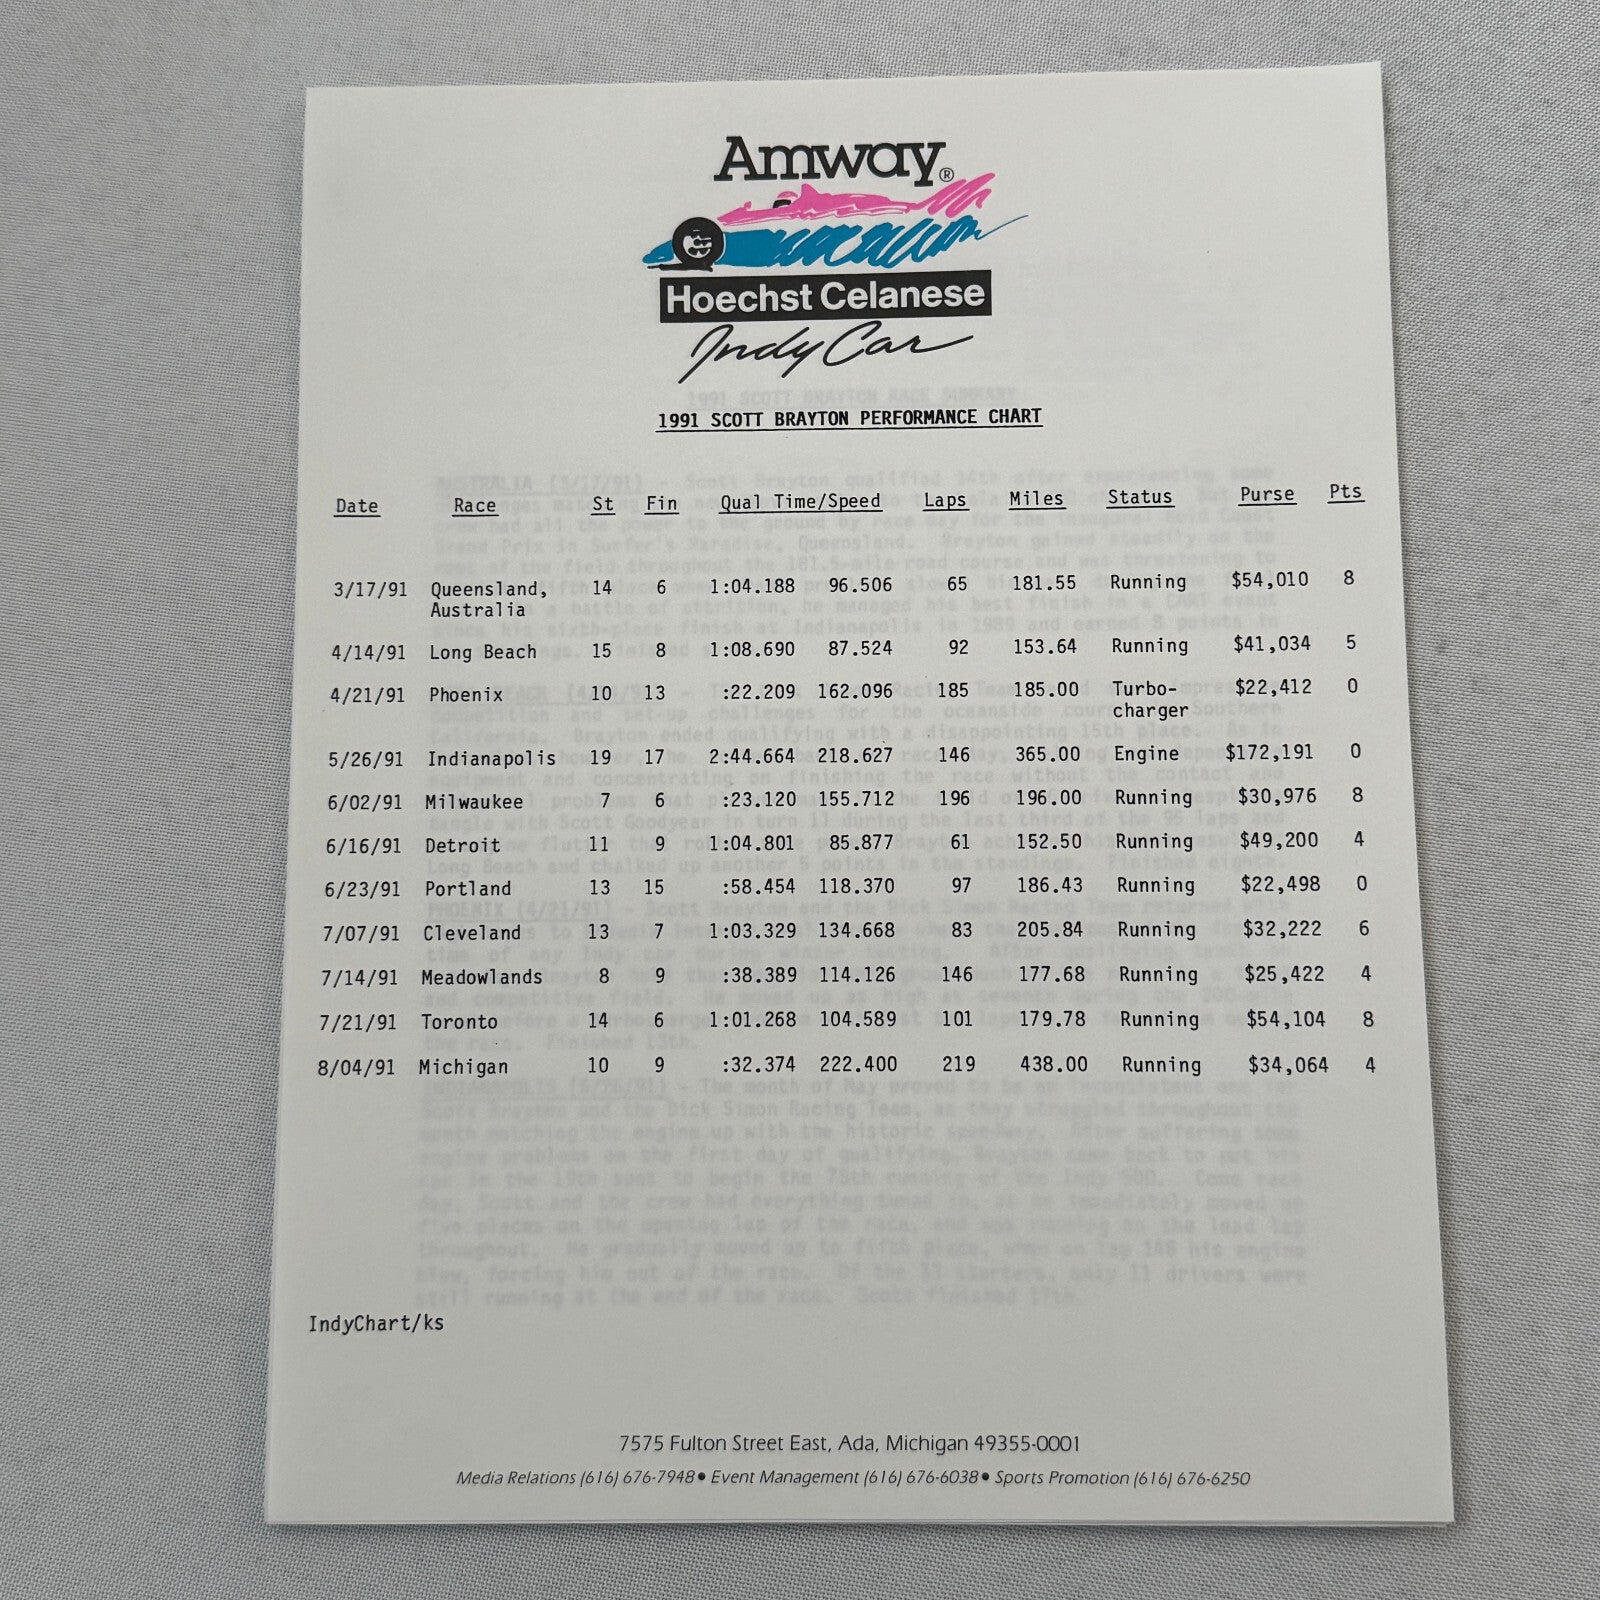 Amway®
Hoechst Celanese
Indy Car
1991 SCOTT BRAYTON PERFORMANCE CHART
Date Race St Fin Qual Time/Speed Laps Miles Status Purse Pts
3/17/91 Queensland, 14 6 1:04.188 96.506 65 181.55 Running $54,010 8
Australia
4/14/91 Long Beach 15 8 1:08.690 87.524 92 153.64 Running $41,034 5
4/21/91 Phoenix 10 13 :22.209 162.096 185 185.00 Turbo- $22,412 0
charger
5/26/91 Indianapolis 19 17 2:44.664 218.627 146 365.00 Engine $172,191 0
6/02/91 Milwaukee 7 6 :23.120 155.712 196 196.00 Running $30,976 8
6/16/91 Detroit 11 9 1:04.801 85.877 61 152.50 Running $49,200 4
6/23/91 Portland 13 15 :58.454 118.370 97 186.43 Running $22,498 0
7/07/91 Cleveland 13 7 1:03.329 134.668 83 205.84 Running $32,222 6
7/14/91 Meadowlands 8 9 :38.389 114.126 146 177.68 Running $25,422 4
7/21/91 Toronto 14 6 1:01.268 104.589 101 179.78 Running $54,104 8
8/04/91 Michigan 10 9 :32.374 222.400 219 438.00 Running $34,064 4
IndyChart/ks
7575 Fulton Street East, Ada, Michigan 49355-0001
Media Relations (616) 676-7948 • Event Management (616) 676-6038 • Sports Promotion (616) 676-6250